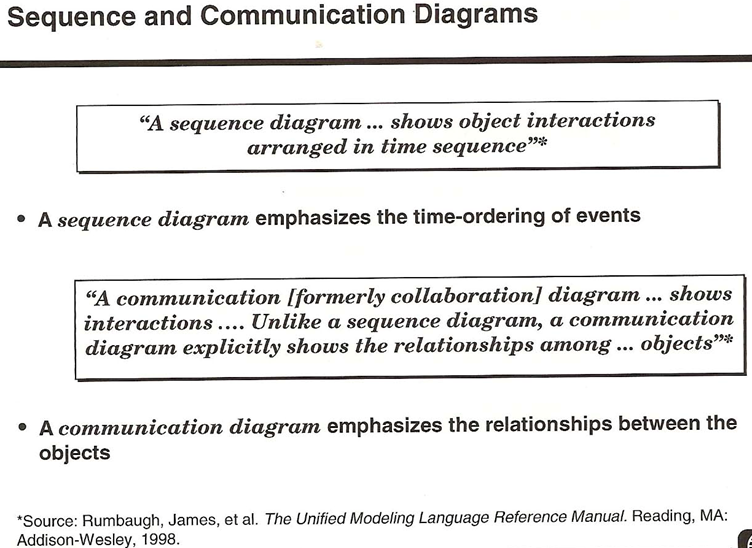 Sequence and Communication Diagrams
“A sequence diagram ... shows object interactions
arranged in time sequence”*
• A sequence diagram emphasizes the time-ordering of events
“A communication [formerly collaboration] diagram ... shows
interactions .... Unlike a sequence diagram, a communication
diagram explicitly shows the relationships among ... objects”*
• A communication diagram emphasizes the relationships between the
objects
*Source: Rumbaugh, James, et al. The Unified Modeling Language Reference Manual. Reading, MA:
Addison-Wesley, 1998.